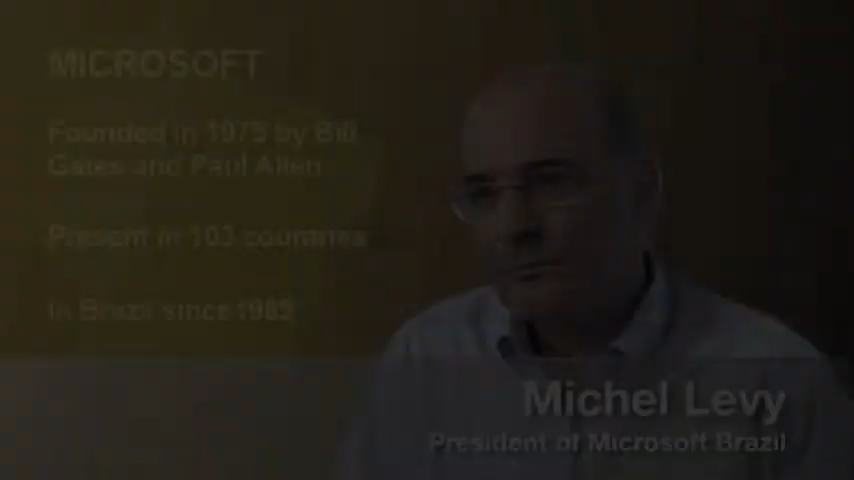 MICROSOFT
Founded in 1975 by Bill
Gates and Paul Allen
Present in 103 countries
In Brazil since 1989
Michel Levy
President of Microsoft Brazil